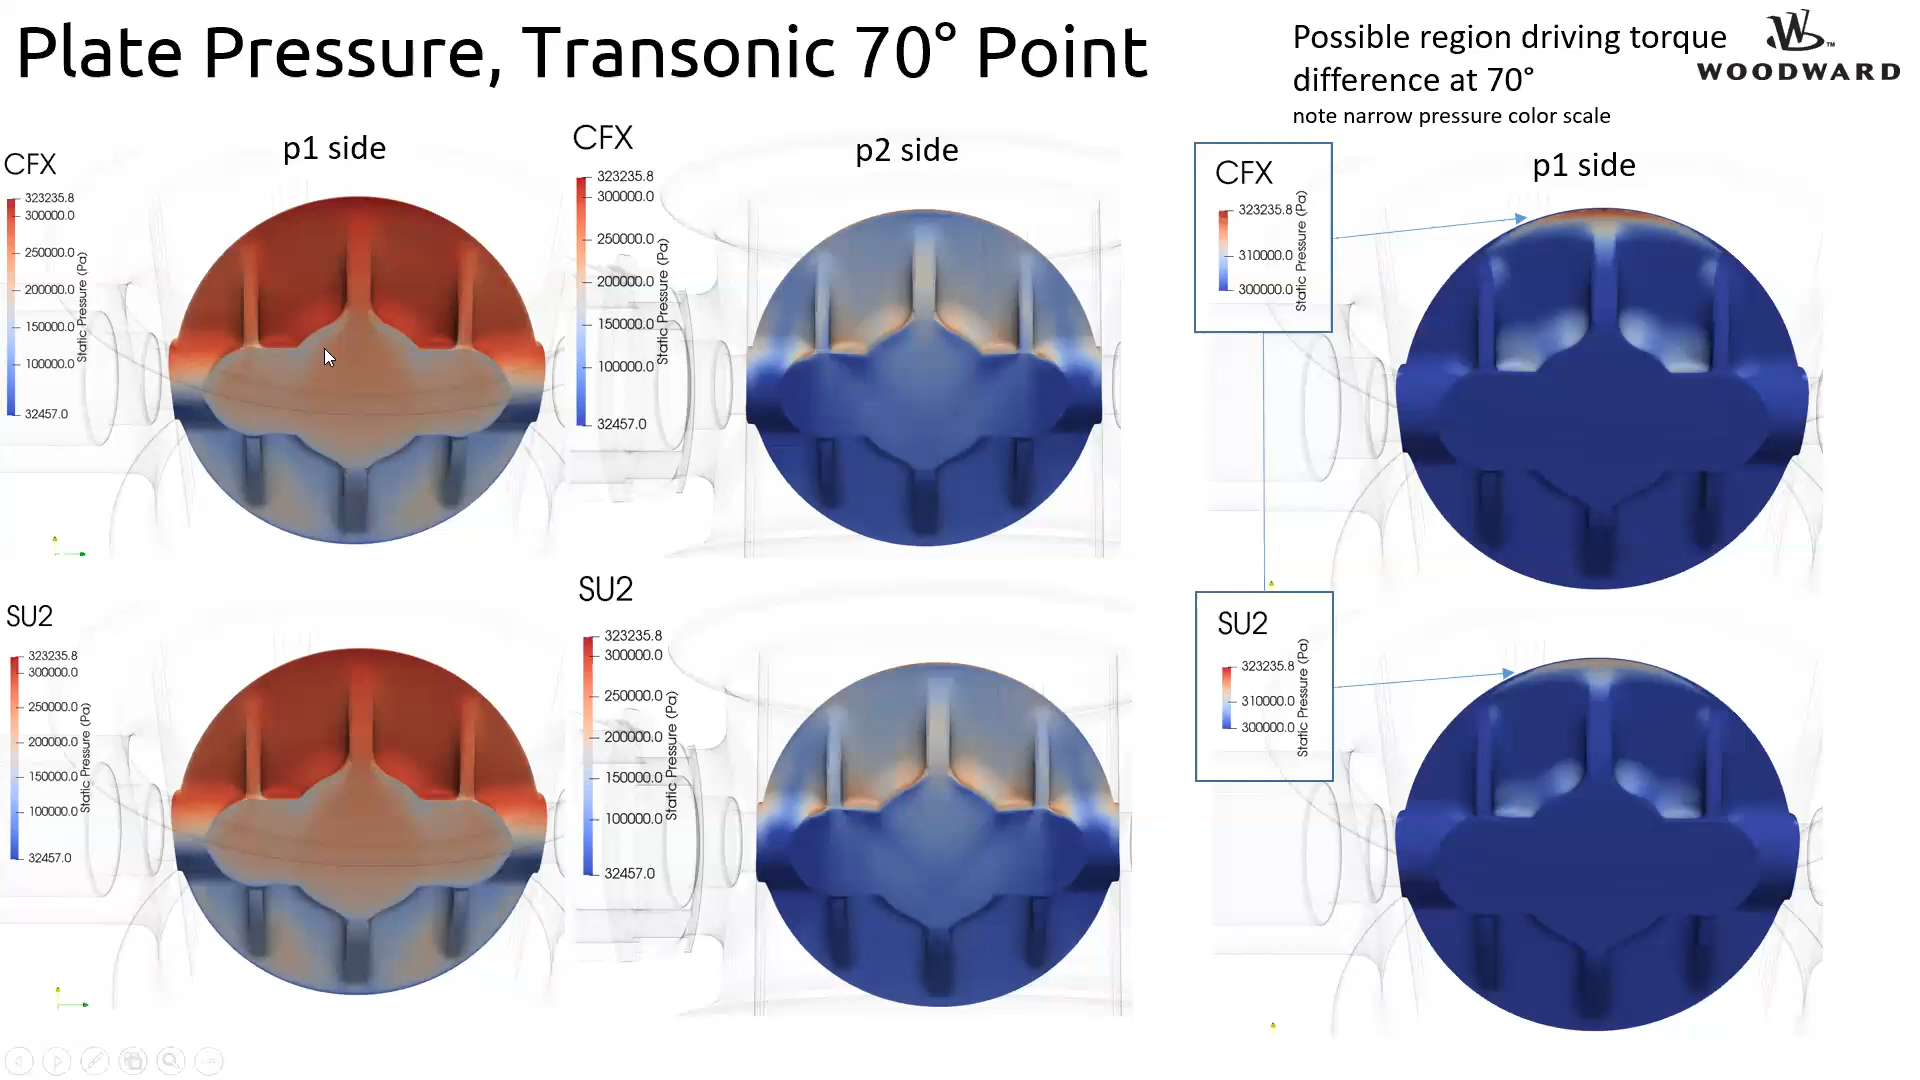 Plate Pressure, Transonic 70° Point
Possible region driving torque
difference at 70°
note narrow pressure color scale
WOODWARD™
CFX
p1 side
323235.8
300000.0
250000.0
200000.0
150000.0
100000.0
32457.0
Static Pressure (Pa)
CFX
p2 side
323235.8
300000.0
250000.0
200000.0
150000.0
100000.0
32457.0
Static Pressure (Pa)
CFX
p1 side
323235.8
310000.0
300000.0
Static Pressure (Pa)
SU2
323235.8
300000.0
250000.0
200000.0
150000.0
100000.0
32457.0
Static Pressure (Pa)
SU2
323235.8
300000.0
250000.0
200000.0
150000.0
100000.0
32457.0
Static Pressure (Pa)
SU2
323235.8
310000.0
300000.0
Static Pressure (Pa)